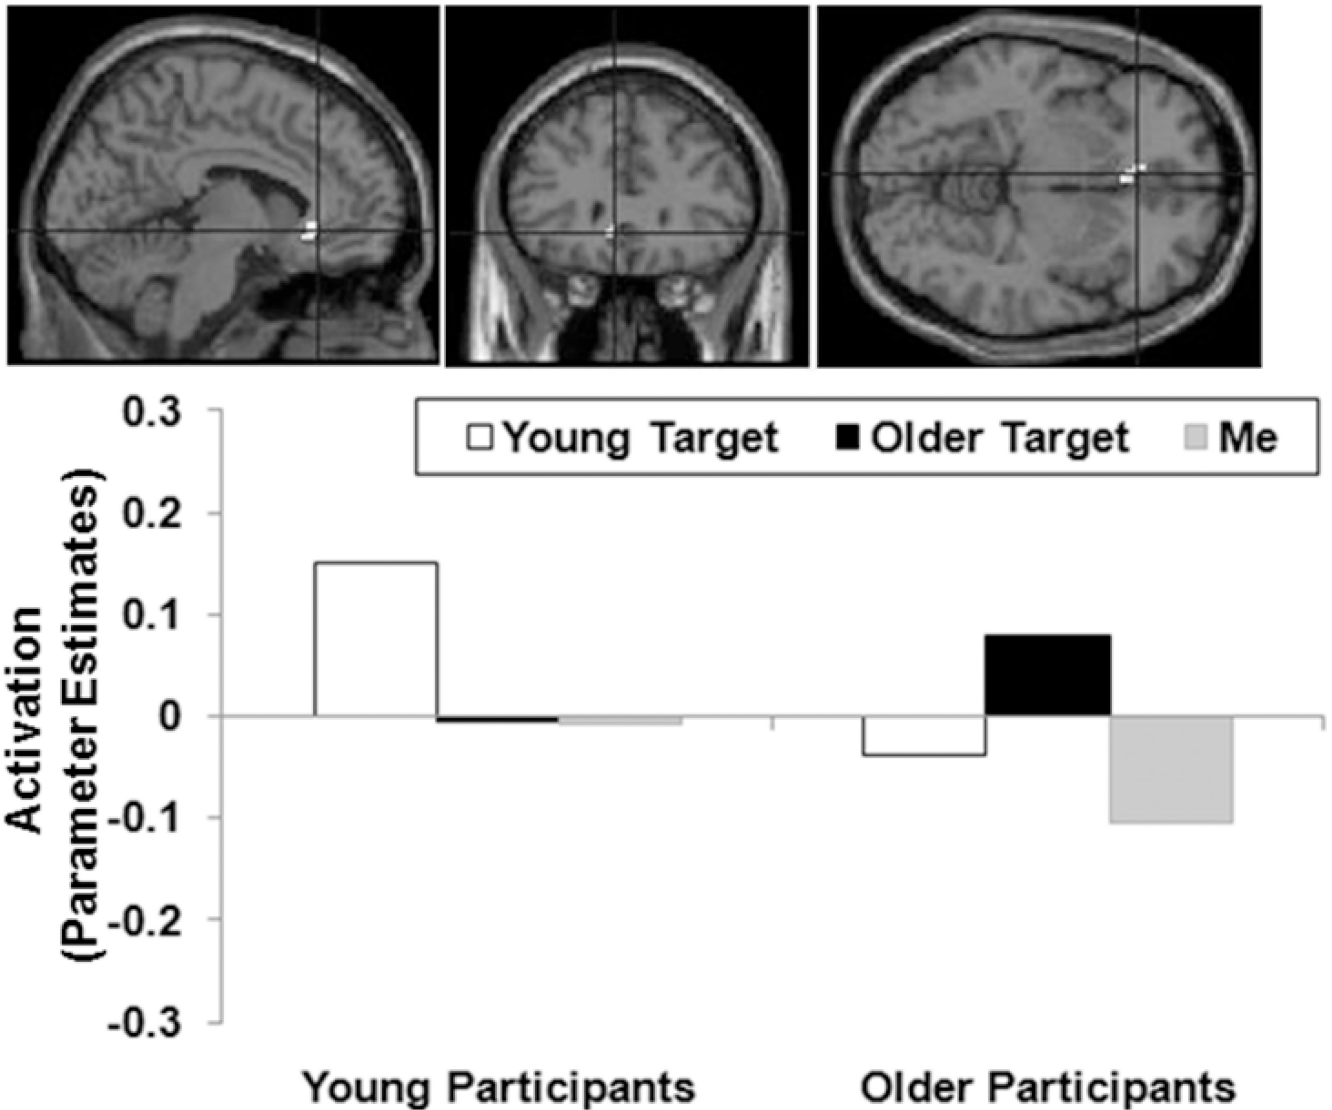 Young Target Older Target Me
0.3
0.2
0.1
0
-0.1
-0.2
-0.3
Activation
(Parameter Estimates)
Young Participants Older Participants